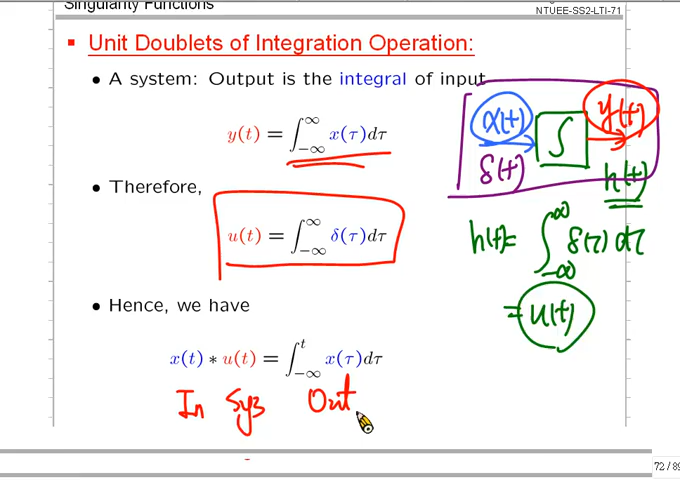 Singularity Functions
NTUEE-SS2-LTI-71
Unit Doublets of Integration Operation:
• A system: Output is the integral of input
y(t) = ∫_{-∞}^{∞} x(τ)dτ
x(t) ∫ y(t)
δ(t) h(t)
• Therefore,
u(t) = ∫_{-∞}^{∞} δ(τ)dτ
h(t) = ∫_{-∞}^{∞} δ(τ) dτ
= u(t)
• Hence, we have
x(t) ∗ u(t) = ∫_{-∞}^{t} x(τ)dτ
In Sys Out
72 / 89